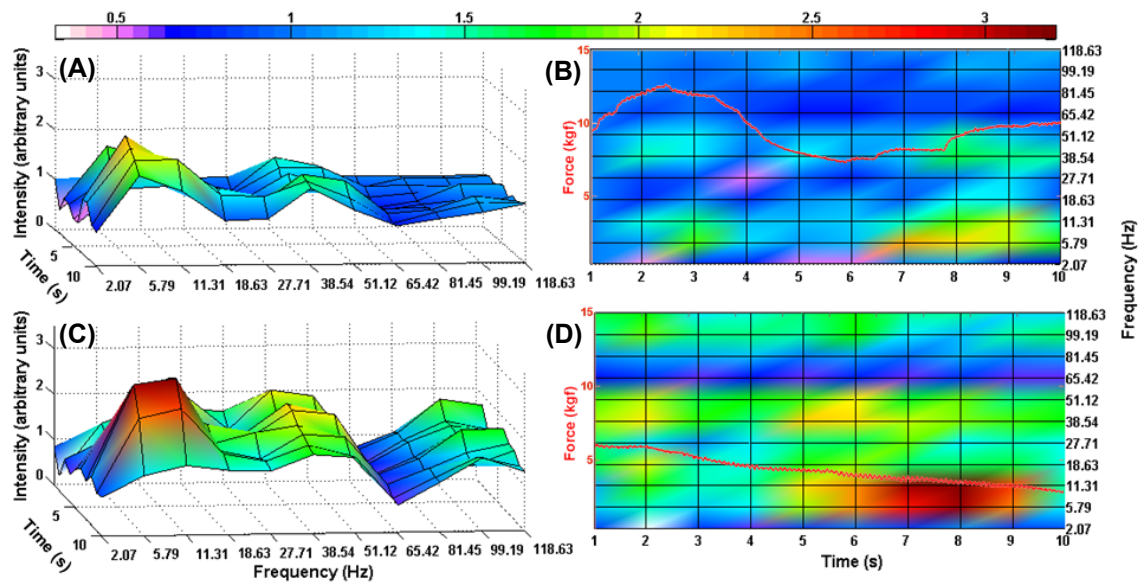 0.5 1 1.5 2 2.5 3
(A)
Intensity (arbitrary units)
3
2
1
0
Time (s)
5
10
2.07 5.79 11.31 18.63 27.71 38.54 51.12 65.42 81.45 99.19 118.63
(B)
Force (kgf)
15
10
5
1 2 3 4 5 6 7 8 9 10
118.63
99.19
81.45
65.42
51.12
38.54
27.71
18.63
11.31
5.79
2.07
Frequency (Hz)
(C)
Intensity (arbitrary units)
3
2
1
0
Time (s)
5
10
2.07 5.79 11.31 18.63 27.71 38.54 51.12 65.42 81.45 99.19 118.63
Frequency (Hz)
(D)
Force (kgf)
15
10
5
1 2 3 4 5 6 7 8 9 10
Time (s)
118.63
99.19
81.45
65.42
51.12
38.54
27.71
18.63
11.31
5.79
2.07